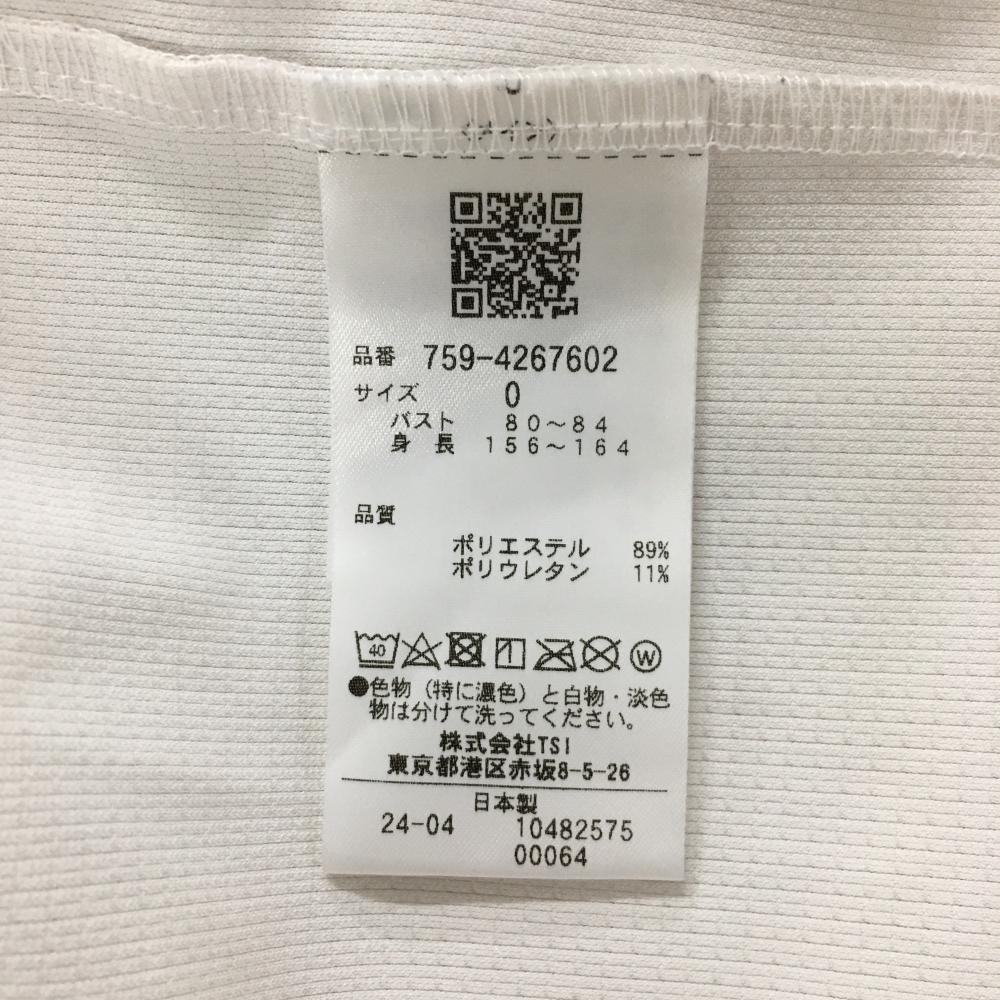 品番 759-4267602
サイズ 0
バスト 80～84
身長 156～164
品質
ポリエステル 89%
ポリウレタン 11%
40 W
●色物（特に濃色）と白物・淡色
物は分けて洗ってください。
株式会社TSI
東京都港区赤坂8-5-26
日本製
24-04 10482575
00064